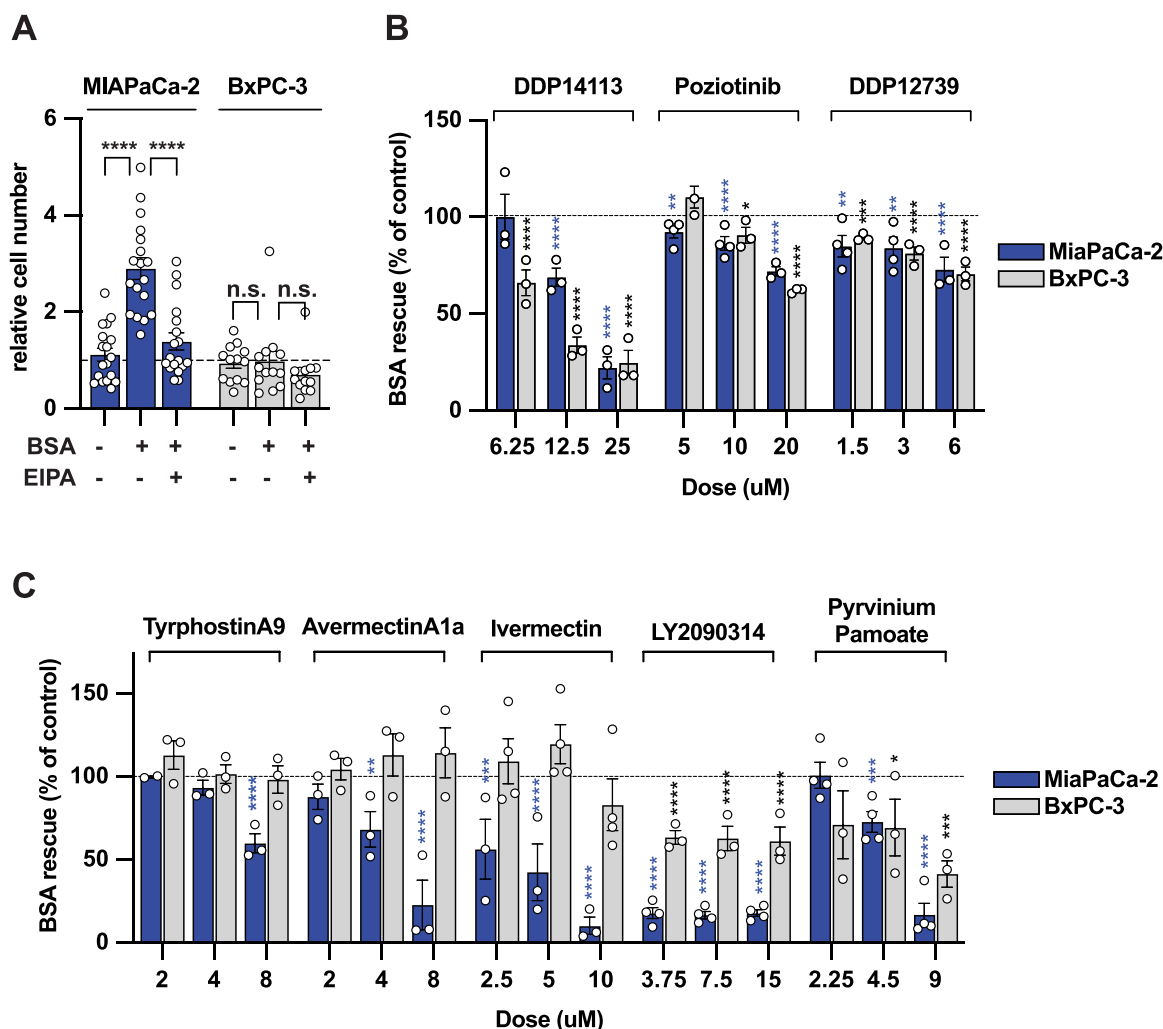 A
MIAPaCa-2 BxPC-3
relative cell number
6
4
2
0
**** ****
n.s. n.s.
BSA - + + - + +
EIPA - - + - - +
B
DDP14113 Poziotinib DDP12739
BSA rescue (% of control)
150
100
50
0
**** **** **** **** **** ** **** * **** **** ** *** ** **** **** ****
6.25 12.5 25 5 10 20 1.5 3 6
Dose (uM)
MiaPaCa-2
BxPC-3
C
TyrphostinA9 AvermectinA1a Ivermectin LY2090314 Pyrvinium
Pamoate
BSA rescue (% of control)
150
100
50
0
**** ** **** *** **** **** **** **** **** **** **** **** *** * **** ***
2 4 8 2 4 8 2.5 5 10 3.75 7.5 15 2.25 4.5 9
Dose (uM)
MiaPaCa-2
BxPC-3